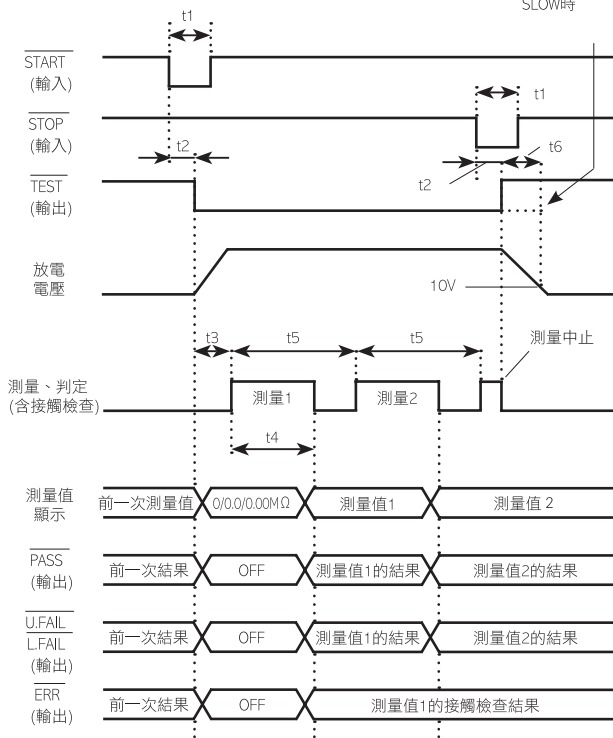 SLOW時
t1
START
(輸入)
STOP
(輸入)
t1
t2
t6
TEST
(輸出)
t2
放電
電壓
10V
t3
t5
t5
測量中止
測量、判定
(含接觸檢查)
測量1
測量2
t4
測量值
顯示
前一次測量值
0/0.0/0.00MΩ
測量值1
測量值 2
PASS
(輸出)
前一次結果
OFF
測量值1的結果
測量值2的結果
U.FAIL
L.FAIL
(輸出)
前一次結果
OFF
測量值1的結果
測量值2的結果
ERR
(輸出)
前一次結果
OFF
測量值1的接觸檢查結果